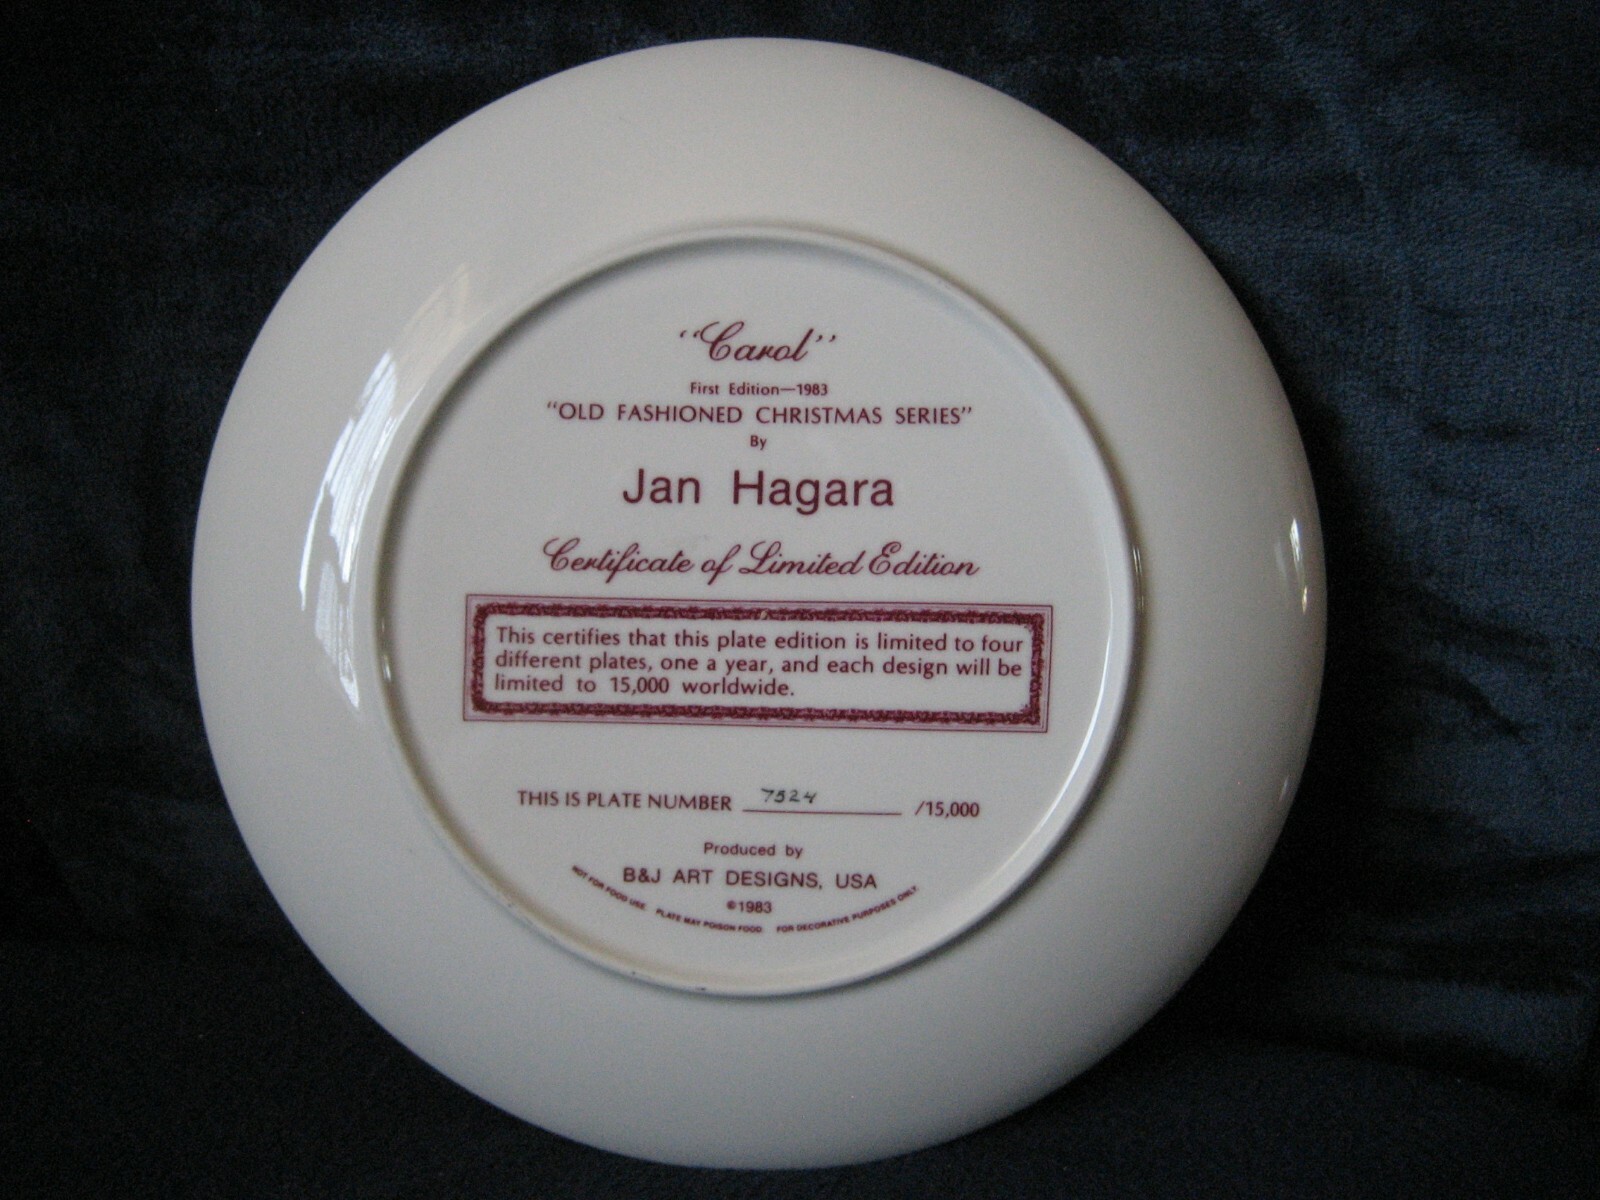 “Carol”
First Edition—1983
“OLD FASHIONED CHRISTMAS SERIES”
By
Jan Hagara
Certificate of Limited Edition
This certifies that this plate edition is limited to four
different plates, one a year, and each design will be
limited to 15,000 worldwide.
THIS IS PLATE NUMBER 7524 /15,000
Produced by
B&J ART DESIGNS, USA
©1983
NOT FOR FOOD USE. PLATE MAY POISON FOOD. FOR DECORATIVE PURPOSES ONLY.